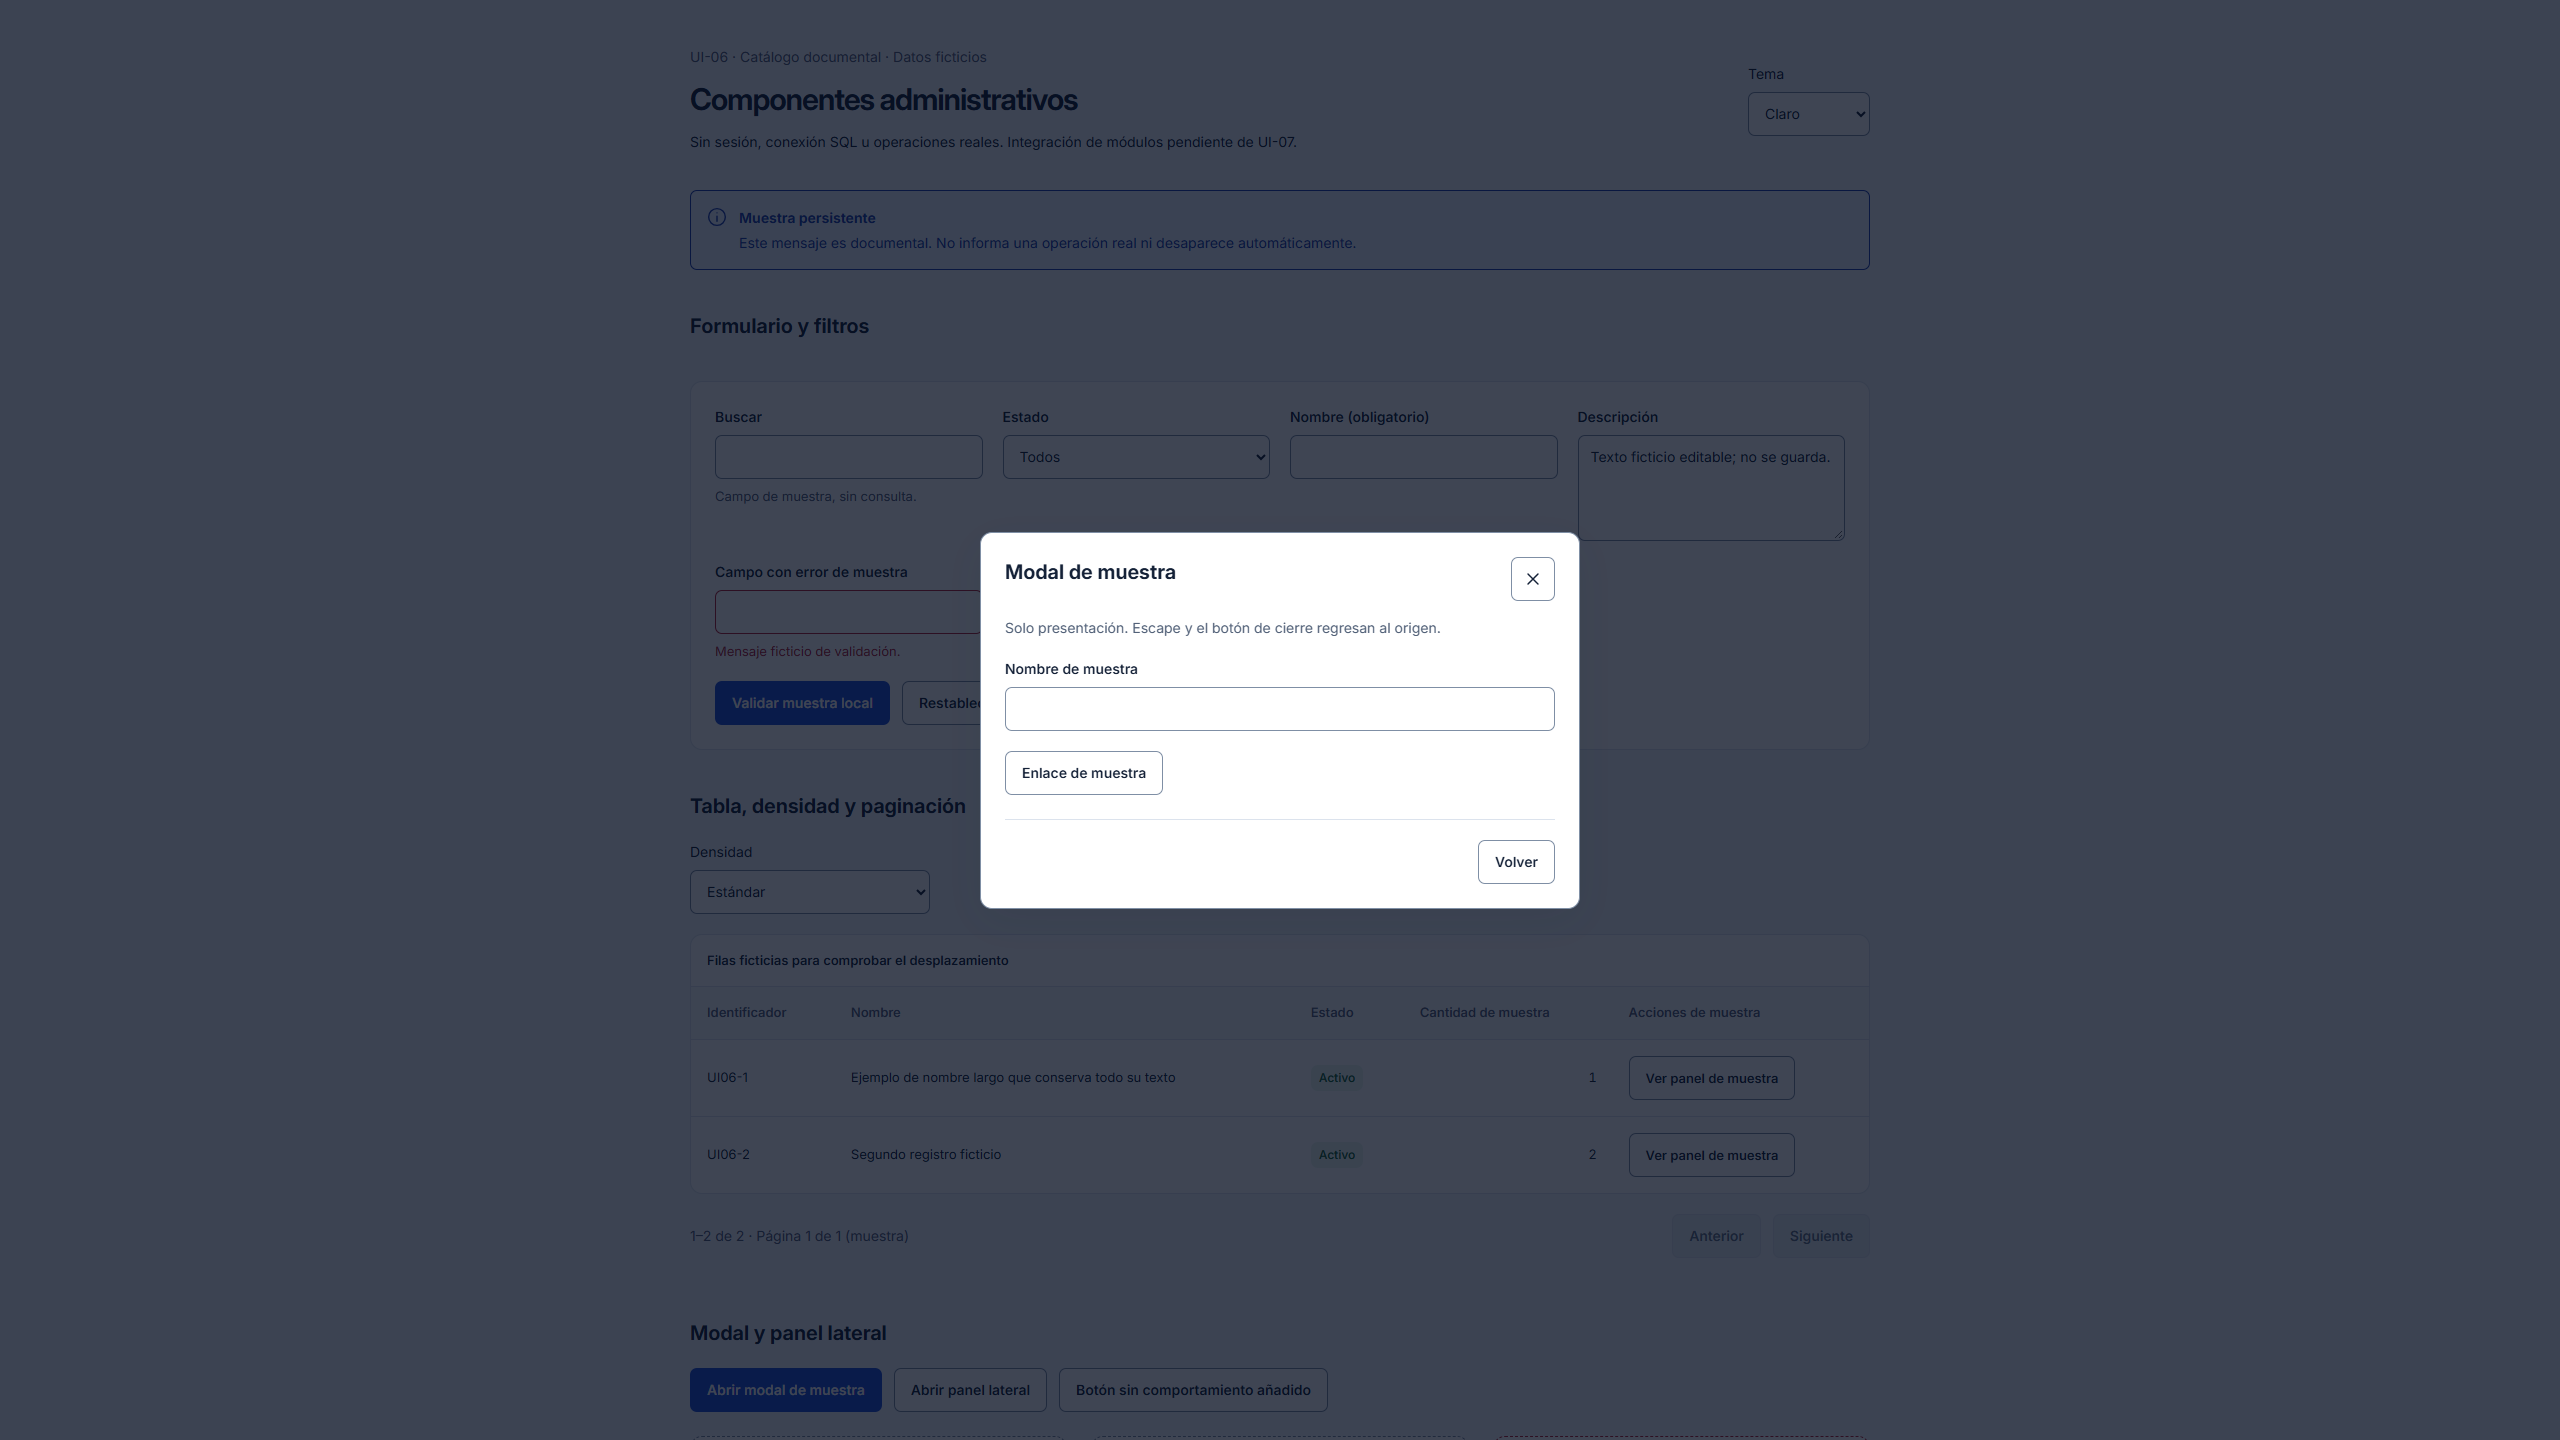 UI-06 · Catálogo documental · Datos ficticios
Componentes administrativos
Sin sesión, conexión SQL u operaciones reales. Integración de módulos pendiente de UI-07.
Tema
Claro
Muestra persistente
Este mensaje es documental. No informa una operación real ni desaparece automáticamente.
Formulario y filtros
Buscar
Estado
Nombre (obligatorio)
Descripción
Todos
Texto ficticio editable; no se guarda.
Campo de muestra, sin consulta.
Campo con error de muestra
Mensaje ficticio de validación.
Validar muestra local
Restablec
Modal de muestra
Solo presentación. Escape y el botón de cierre regresan al origen.
Nombre de muestra
Enlace de muestra
Volver
Tabla, densidad y paginación
Densidad
Estándar
Filas ficticias para comprobar el desplazamiento
Identificador Nombre Estado Cantidad de muestra Acciones de muestra
UI06-1 Ejemplo de nombre largo que conserva todo su texto Activo 1 Ver panel de muestra
UI06-2 Segundo registro ficticio Activo 2 Ver panel de muestra
1–2 de 2 · Página 1 de 1 (muestra)
Anterior
Siguiente
Modal y panel lateral
Abrir modal de muestra
Abrir panel lateral
Botón sin comportamiento añadido